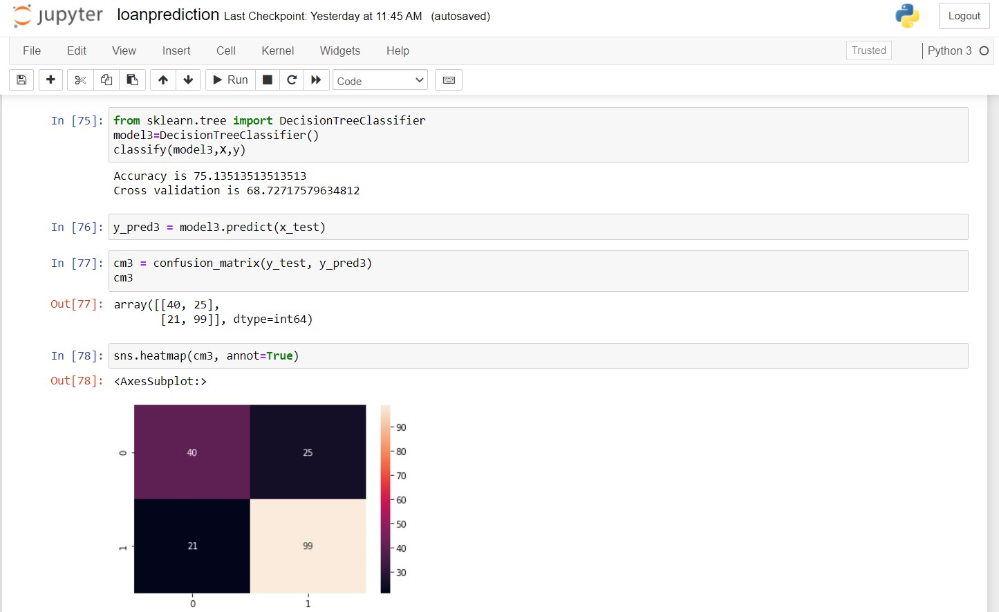 jupyter loanprediction Last Checkpoint: Yesterday at 11:45 AM (autosaved) Logout
File Edit View Insert Cell Kernel Widgets Help Trusted Python 3
Run Code
In [75]: from sklearn.tree import DecisionTreeClassifier
model3=DecisionTreeClassifier()
classify(model3,X,y)
Accuracy is 75.13513513513513
Cross validation is 68.72717579634812
In [76]: y_pred3 = model3.predict(x_test)
In [77]: cm3 = confusion_matrix(y_test, y_pred3)
cm3
Out[77]: array([[40, 25],
[21, 99]], dtype=int64)
In [78]: sns.heatmap(cm3, annot=True)
Out[78]: <AxesSubplot:>
90
80
0 40 25
70
60
50
1 21 99
40
30
0 1